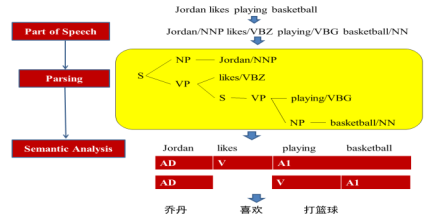 Jordan likes playing basketball
Part of Speech
Jordan/NNP likes/VBZ playing/VBG basketball/NN
NP Jordan/NNP
S
VP likes/VBZ
S VP playing/VBG
NP basketball/NN
Parsing
Semantic Analysis
Jordan likes playing basketball
AD V A1
AD V A1
乔丹 喜欢 打篮球